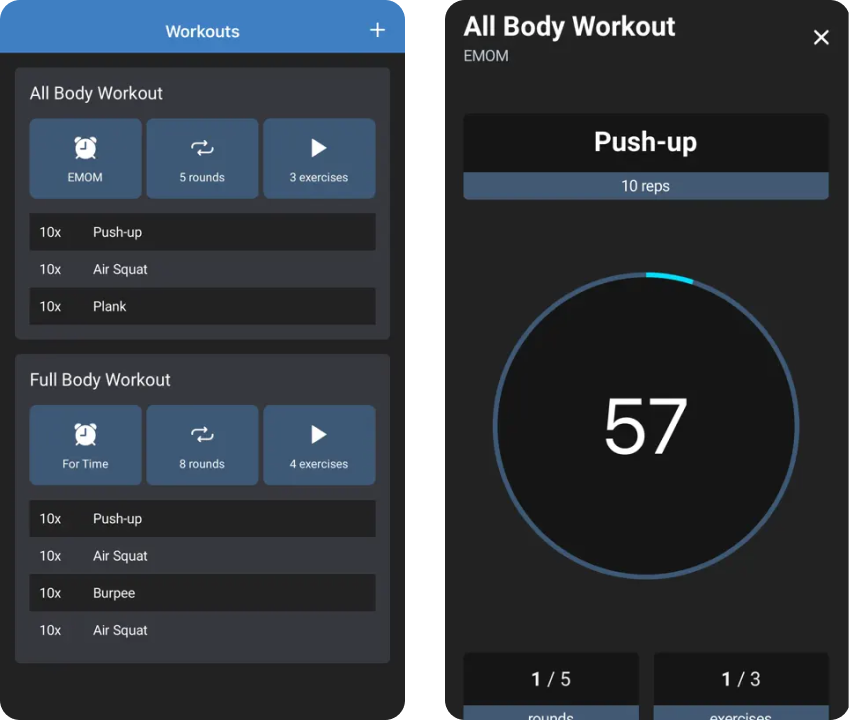 Workouts +
All Body Workout
EMOM 5 rounds 3 exercises
10x Push-up
10x Air Squat
10x Plank
Full Body Workout
For Time 8 rounds 4 exercises
10x Push-up
10x Air Squat
10x Burpee
10x Air Squat
All Body Workout
EMOM
Push-up
10 reps
57
1 / 5 1 / 3
rounds exercises